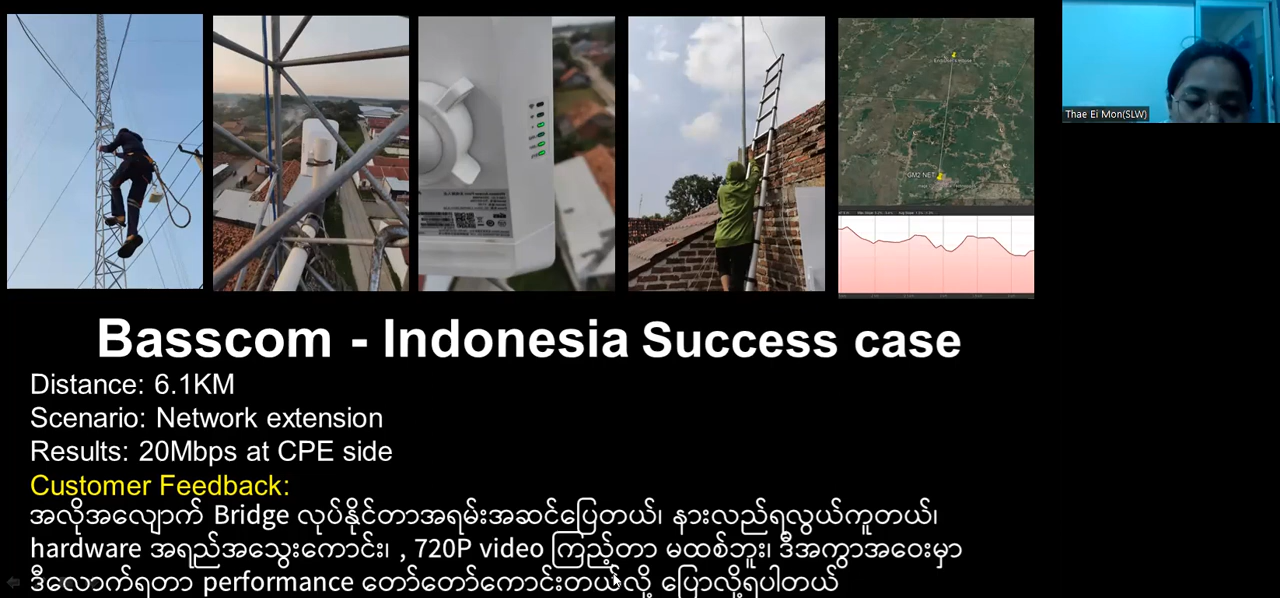 Thae Ei Mon(SLW)
GM2 NET
Basscom - Indonesia Success case
Distance: 6.1KM
Scenario: Network extension
Results: 20Mbps at CPE side
Customer Feedback:
အလိုအလျောက် Bridge လုပ်နိုင်တာအရမ်းအဆင်ပြေတယ်၊ နားလည်ရလွယ်ကူတယ်၊
hardware အရည်အသွေးကောင်း၊ , 720P video ကြည့်တာ မထစ်ဘူး၊ ဒီအကွာအဝေးမှာ
ဒီလောက်ရတာ performance တော်တော်ကောင်းတယ်လို့ ပြောလို့ရပါတယ်